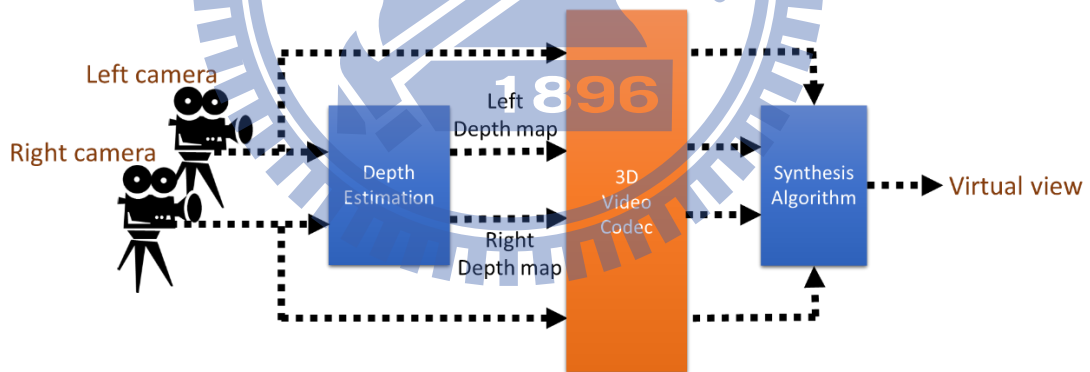 Left camera
Right camera
Depth
Estimation
Left
Depth map
Right
Depth map
1896
3D
Video
Codec
Synthesis
Algorithm
Virtual view